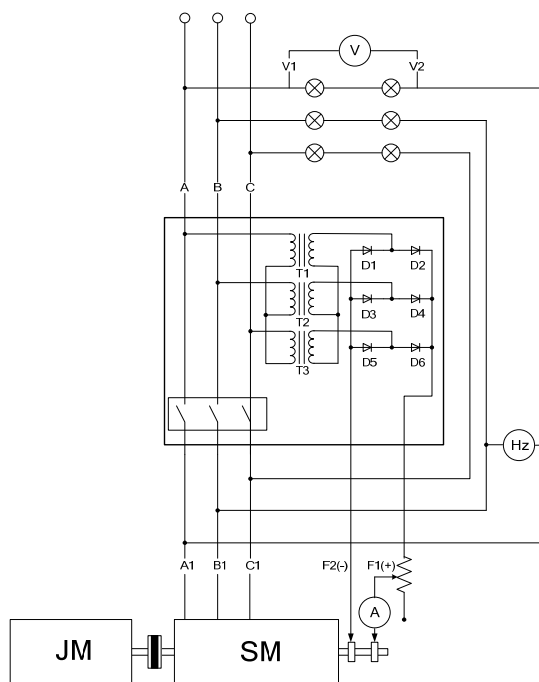 V
V1 V2
A B C
T1 D1 D2
T2 D3 D4
T3 D5 D6
Hz
A1 B1 C1 F2(-) F1(+)
A
JM SM